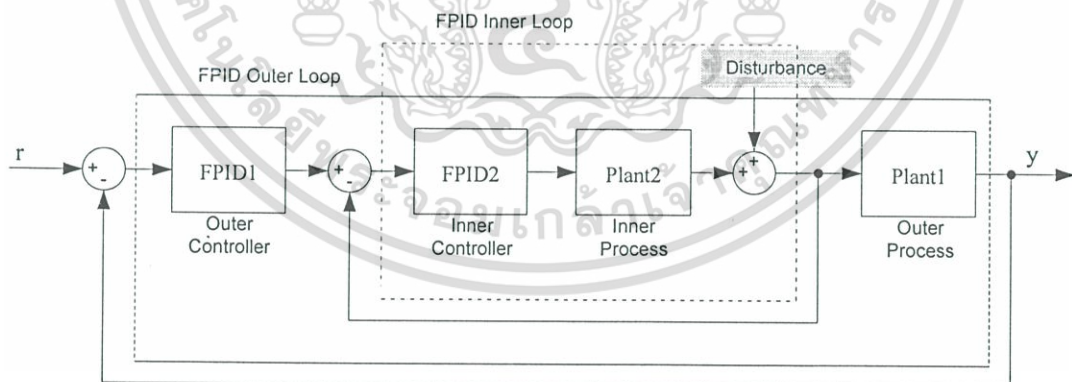 FPID Inner Loop
FPID Outer Loop
Disturbance
r
+
-
FPID1
+
-
FPID2
Plant2
+
+
Plant1
y
Outer
Controller
Inner
Controller
Inner
Process
Outer
Process